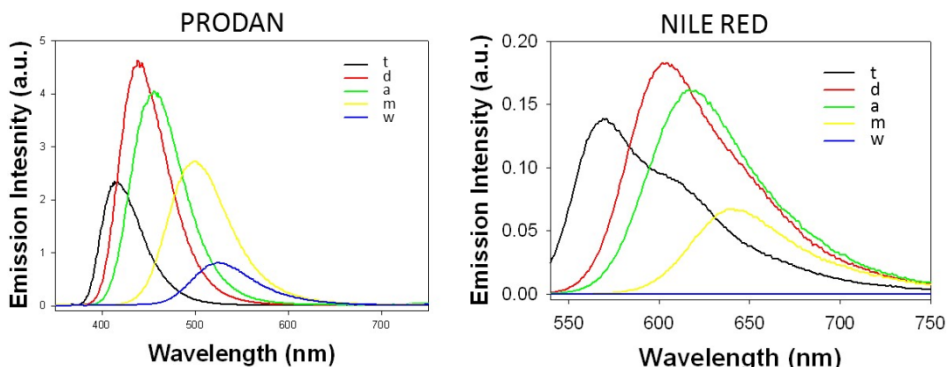 PRODAN
Emission Intesnity (a.u.)
5
4
3
2
1
0
t
d
a
m
w
400
500
600
700
Wavelength (nm)
NILE RED
Emission Intensity (a.u.)
0.20
0.15
0.10
0.05
0.00
t
d
a
m
w
550
600
650
700
750
Wavelength (nm)